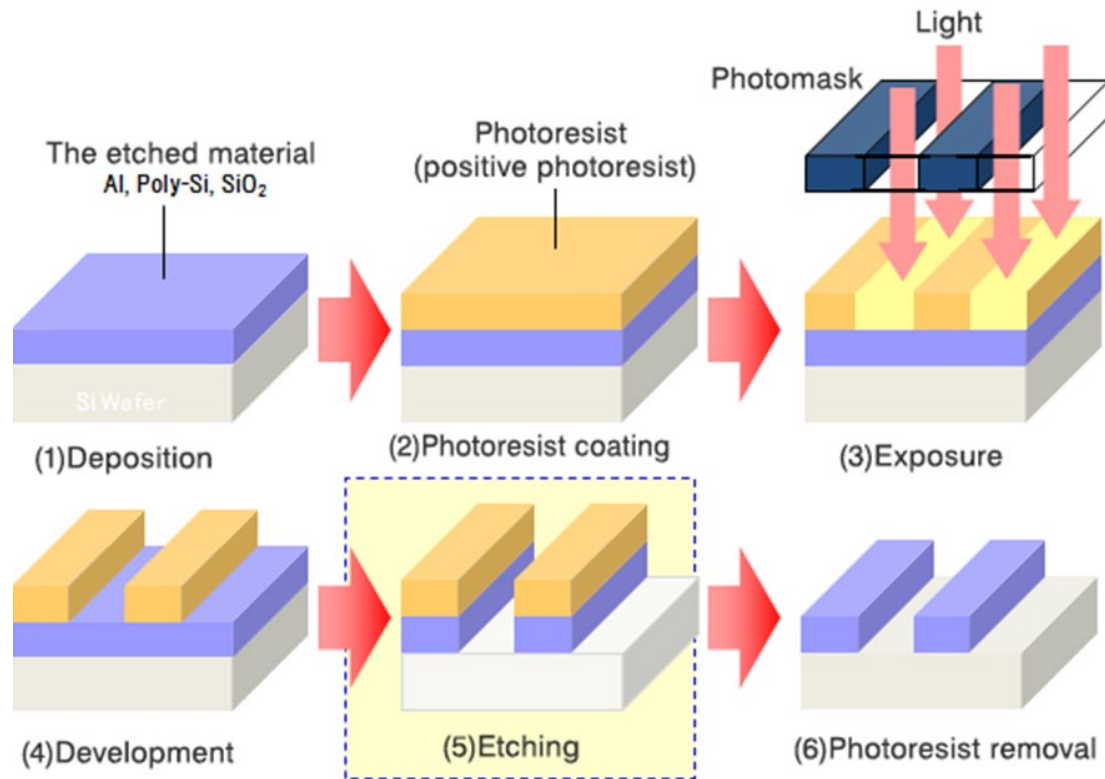 Light
Photomask
The etched material
Al, Poly-Si, SiO₂
Photoresist
(positive photoresist)
Si Wafer
(1)Deposition
(2)Photoresist coating
(3)Exposure
(4)Development
(5)Etching
(6)Photoresist removal